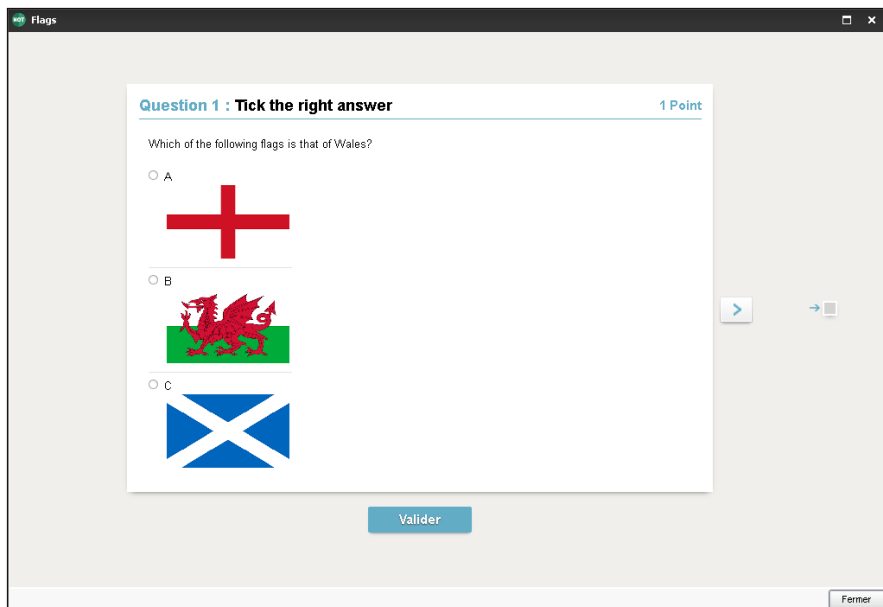 Flags
Question 1 : Tick the right answer 1 Point
Which of the following flags is that of Wales?
A
B
C
Valider
Fermer